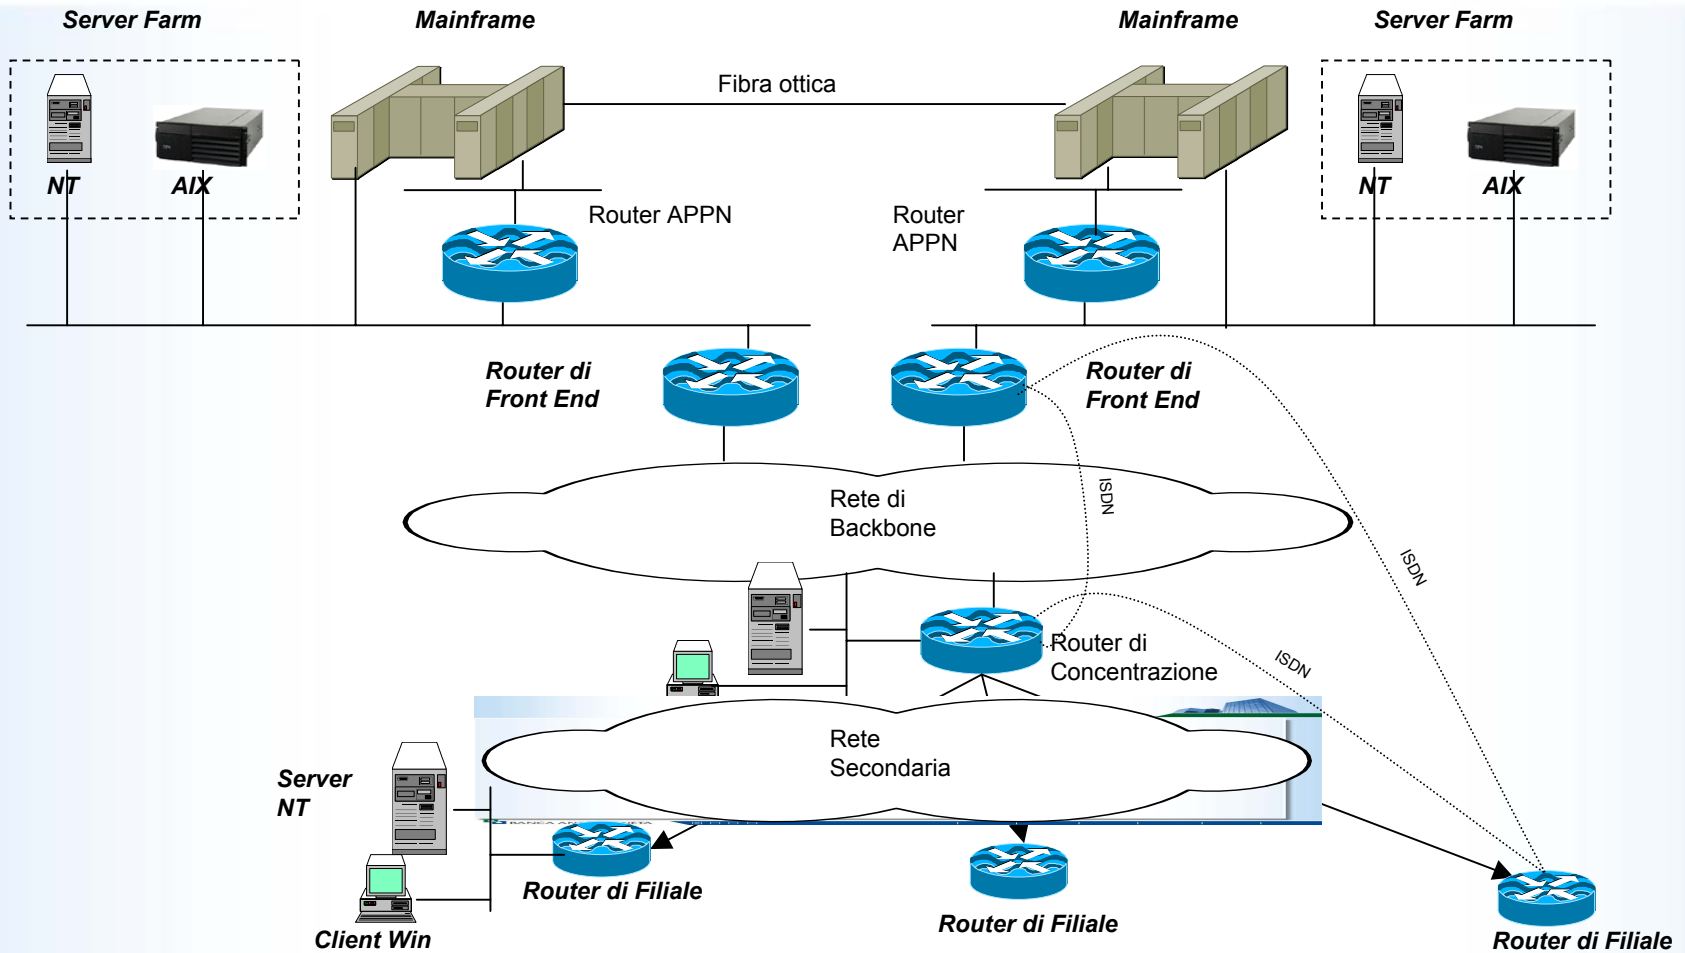 Server Farm
Mainframe
Mainframe
Server Farm
Fibra ottica
NT
AIX
NT
AIX
Router APPN
Router
APPN
Router di
Front End
Router di
Front End
Rete di
Backbone
ISDN
ISDN
Router di
Concentrazione
ISDN
Rete
Secondaria
Server
NT
BANCA AN
Router di Filiale
Router di Filiale
Client Win
Router di Filiale